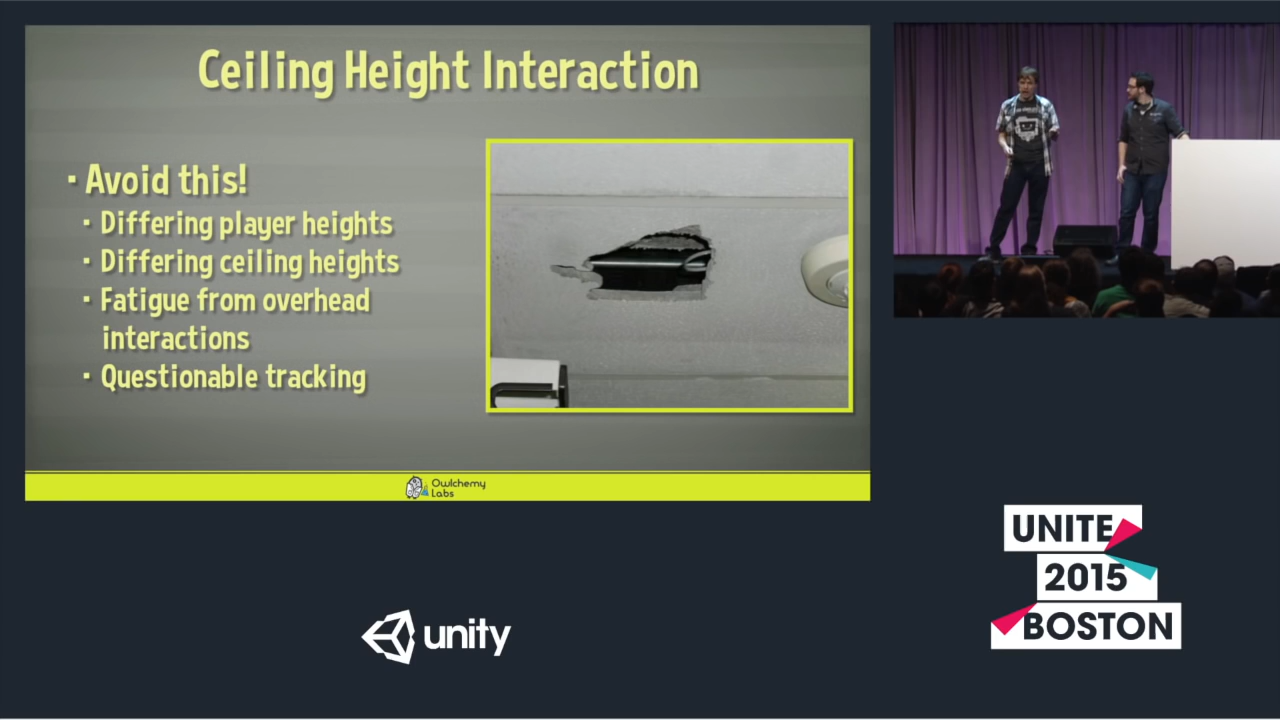 Ceiling Height Interaction
· Avoid this!
· Differing player heights
· Differing ceiling heights
· Fatigue from overhead
interactions
· Questionable tracking
Owlchemy
Labs
unity
UNITE
2015
BOSTON